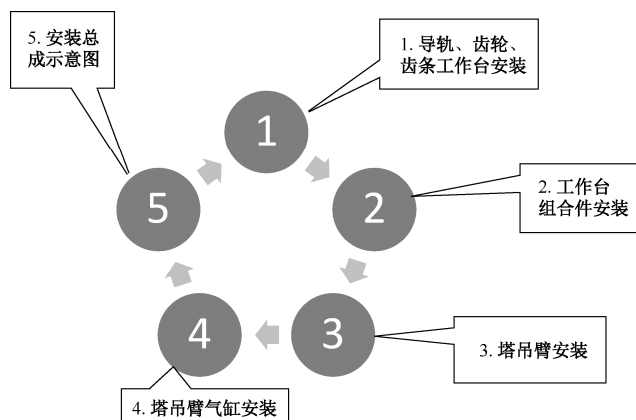 5. 安装总
成示意图
1. 导轨、齿轮、
齿条工作台安装
1
2
3
4
5
2. 工作台
组合件安装
3. 塔吊臂安装
4. 塔吊臂气缸安装